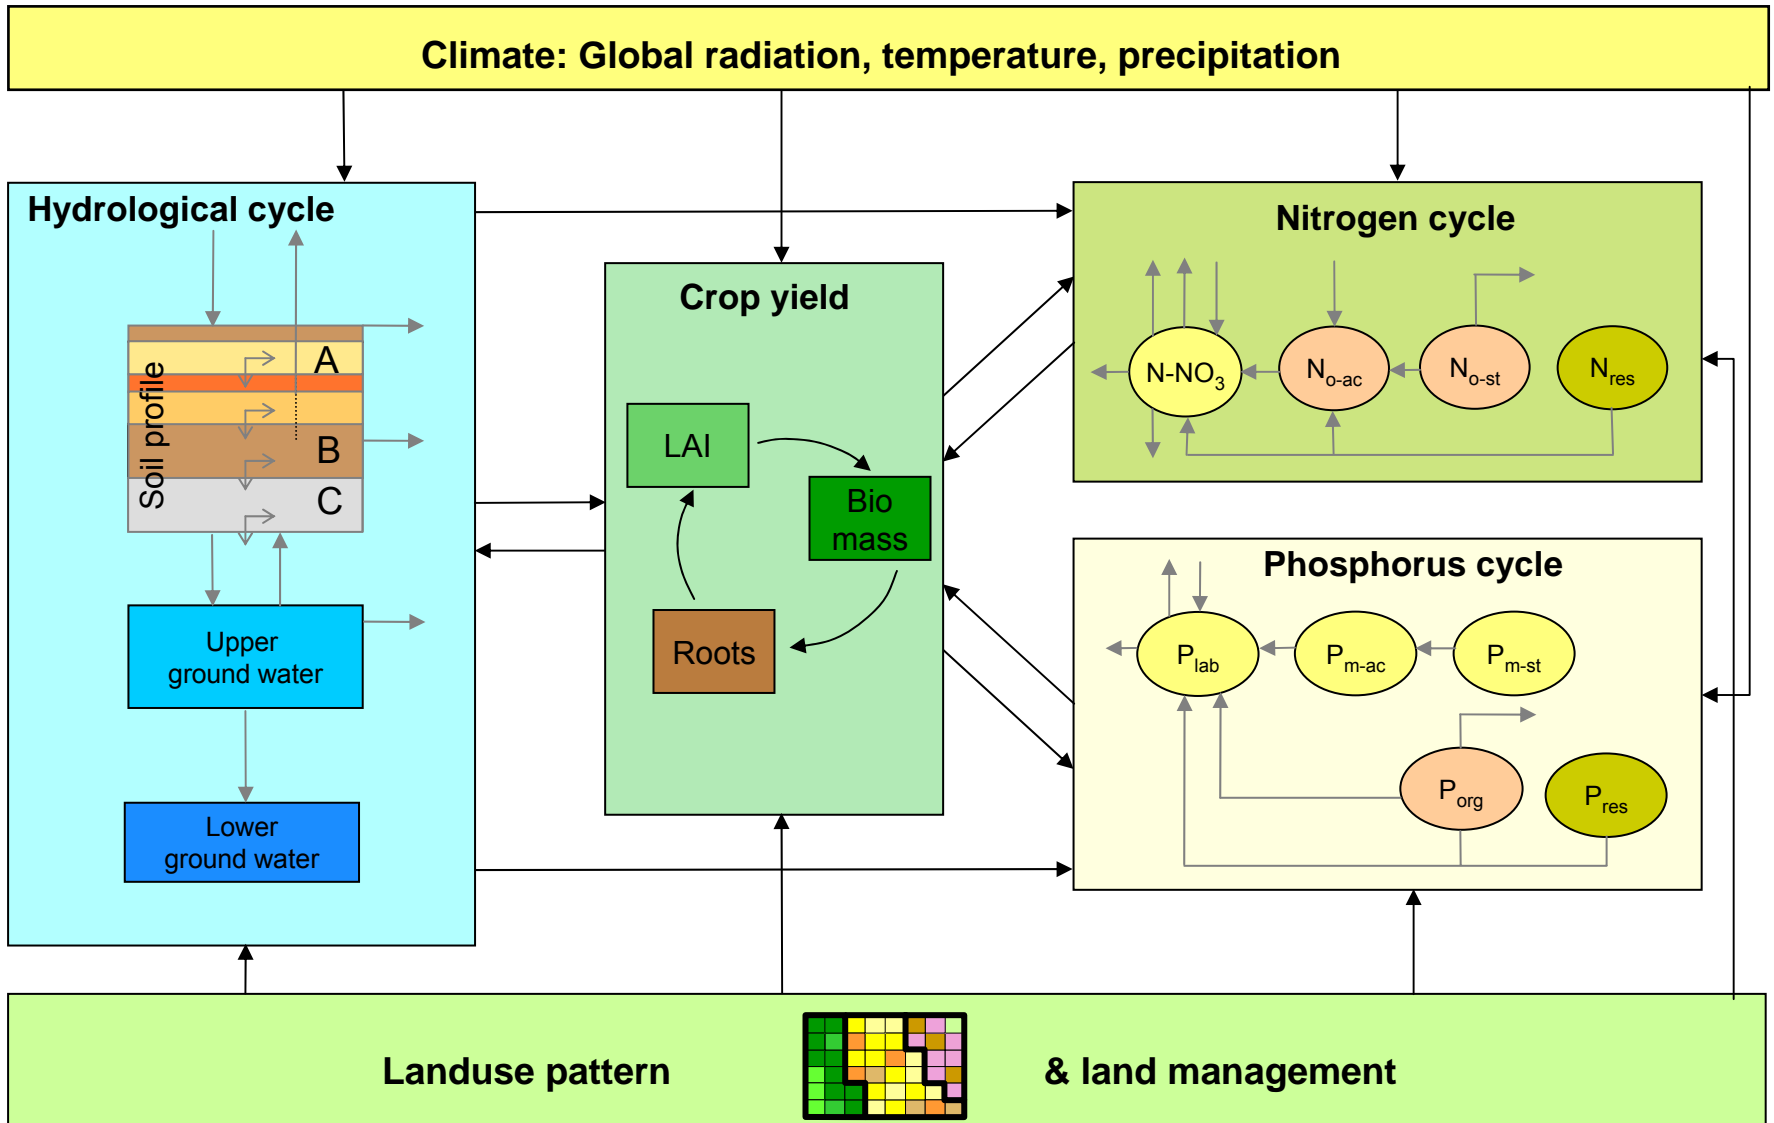 Climate: Global radiation, temperature, precipitation
Hydrological cycle
Soil profile
A
B
C
Upper
ground water
Lower
ground water
Crop yield
LAI
Bio
mass
Roots
Nitrogen cycle
N-NO3
No-ac
No-st
Nres
Phosphorus cycle
Plab
Pm-ac
Pm-st
Porg
Pres
Landuse pattern & land management